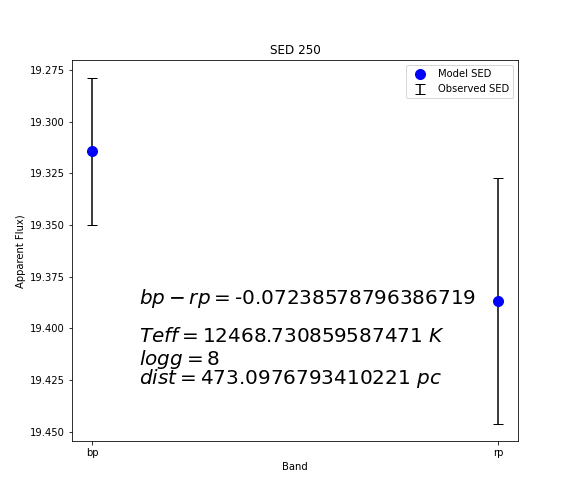 SED 250
Model SED
Observed SED
19.275
19.300
19.325
19.350
19.375
19.400
19.425
19.450
Apparent Flux)
bp − rp = -0.07238578796386719
Teff = 12468.730859587471 K
logg = 8
dist = 473.0976793410221 pc
bp
rp
Band